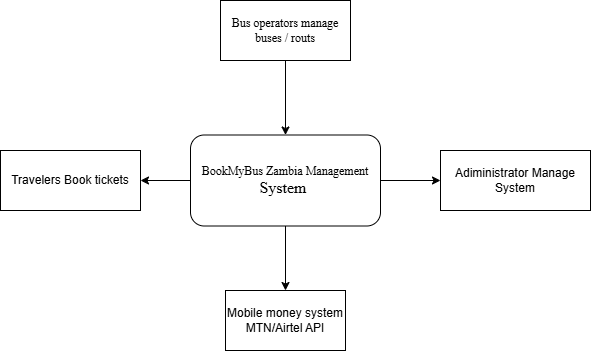 Bus operators manage
buses / routs
BookMyBus Zambia Management
System
Travelers Book tickets
Adiministrator Manage
System
Mobile money system
MTN/Airtel API